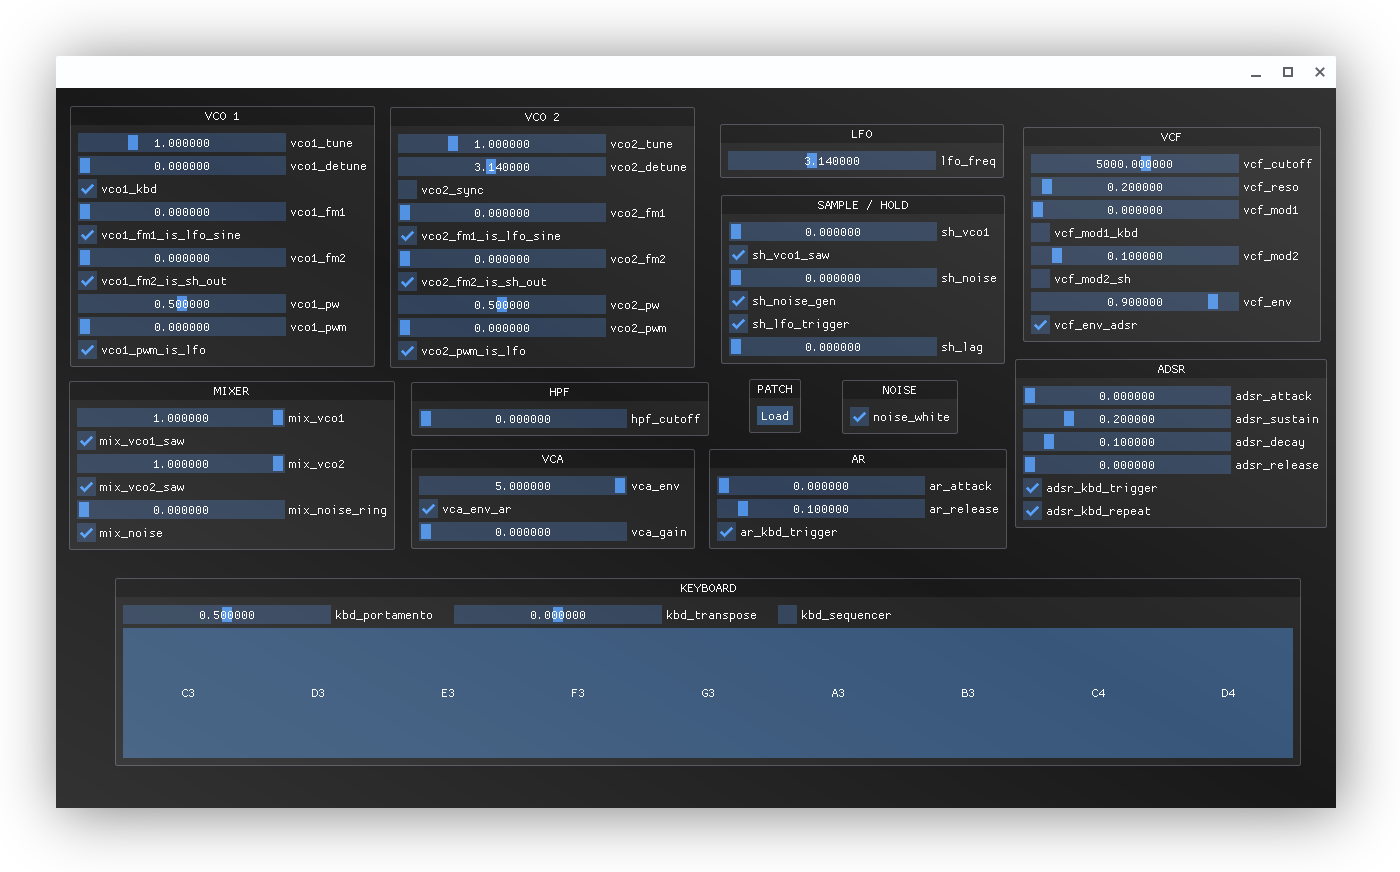 VCO 1
1.000000 vco1_tune
0.000000 vco1_detune
vco1_kbd
0.000000 vco1_fm1
vco1_fm1_is_lfo_sine
0.000000 vco1_fm2
vco1_fm2_is_sh_out
0.500000 vco1_pw
0.000000 vco1_pwm
vco1_pwm_is_lfo
VCO 2
1.000000 vco2_tune
3.140000 vco2_detune
vco2_sync
0.000000 vco2_fm1
vco2_fm1_is_lfo_sine
0.000000 vco2_fm2
vco2_fm2_is_sh_out
0.500000 vco2_pw
0.000000 vco2_pwm
vco2_pwm_is_lfo
LFO
3.140000 lfo_freq
SAMPLE / HOLD
0.000000 sh_vco1
sh_vco1_saw
0.000000 sh_noise
sh_noise_gen
sh_lfo_trigger
0.000000 sh_lag
VCF
5000.000000 vcf_cutoff
0.200000 vcf_reso
0.000000 vcf_mod1
vcf_mod1_kbd
0.100000 vcf_mod2
vcf_mod2_sh
0.900000 vcf_env
vcf_env_adsr
MIXER
1.000000 mix_vco1
mix_vco1_saw
1.000000 mix_vco2
mix_vco2_saw
0.000000 mix_noise_ring
mix_noise
HPF
0.000000 hpf_cutoff
VCA
5.000000 vca_env
vca_env_ar
0.000000 vca_gain
PATCH
Load
NOISE
noise_white
AR
0.000000 ar_attack
0.100000 ar_release
ar_kbd_trigger
ADSR
0.000000 adsr_attack
0.200000 adsr_sustain
0.100000 adsr_decay
0.000000 adsr_release
adsr_kbd_trigger
adsr_kbd_repeat
KEYBOARD
0.500000 kbd_portamento 0.000000 kbd_transpose kbd_sequencer
C3 D3 E3 F3 G3 A3 B3 C4 D4